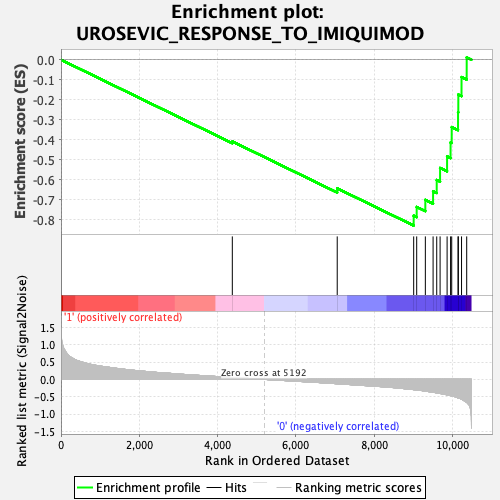 Enrichment plot:
UROSEVIC_RESPONSE_TO_IMIQUIMOD
Enrichment score (ES)
0.0
-0.1
-0.2
-0.3
-0.4
-0.5
-0.6
-0.7
-0.8
'1' (positively correlated)
Ranked list metric (Signal2Noise)
1.5
1.0
0.5
0.0
-0.5
-1.0
-1.5
Zero cross at 5192
'0' (negatively correlated)
0 2,000 4,000 6,000 8,000 10,000
Rank in Ordered Dataset
Enrichment profile Hits Ranking metric scores